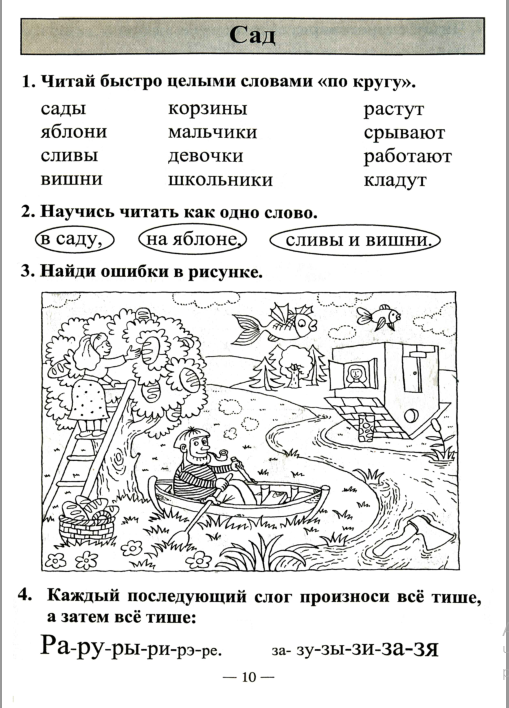 Сад
1. Читай быстро целыми словами «по кругу».
сады корзины растут
яблони мальчики срывают
сливы девочки работают
вишни школьники кладут
2. Научись читать как одно слово.
в саду, на яблоне, сливы и вишни.
3. Найди ошибки в рисунке.
4. Каждый последующий слог произноси всё тише,
а затем всё тише:
Ра-ру-ры-ри-рэ-ре. за- зу-зы-зи-за-зя
— 10 —